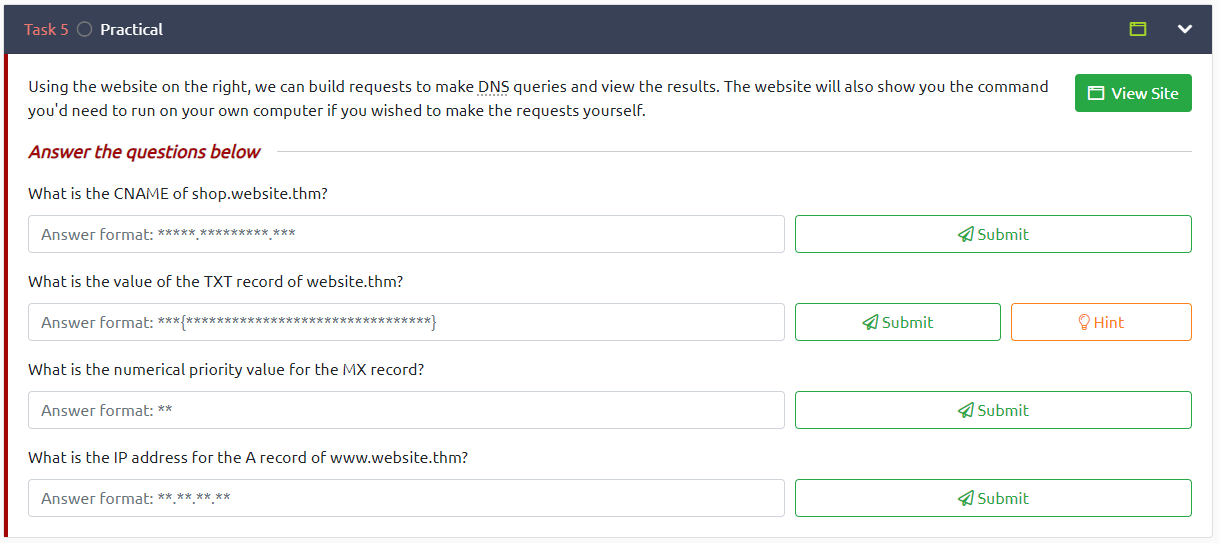 Task 5 Practical
Using the website on the right, we can build requests to make DNS queries and view the results. The website will also show you the command
you'd need to run on your own computer if you wished to make the requests yourself.
View Site
Answer the questions below
What is the CNAME of shop.website.thm?
Answer format: *****.*********.***
Submit
What is the value of the TXT record of website.thm?
Answer format: ***{********************************}
Submit
Hint
What is the numerical priority value for the MX record?
Answer format: **
Submit
What is the IP address for the A record of www.website.thm?
Answer format: **.**.**.**
Submit